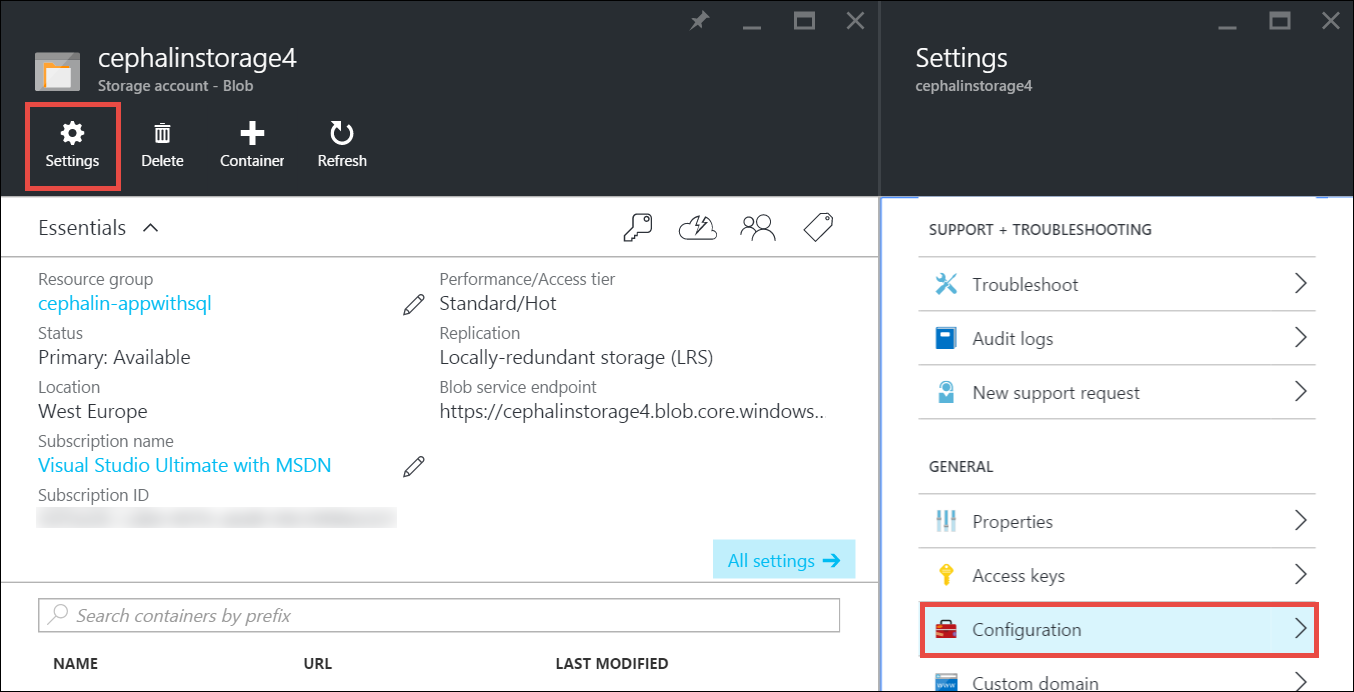 cephalinstorage4
Storage account - Blob
Settings
Delete
Container
Refresh
Essentials
Resource group
cephalin-appwithsql
Status
Primary: Available
Location
West Europe
Subscription name
Visual Studio Ultimate with MSDN
Subscription ID
Performance/Access tier
Standard/Hot
Replication
Locally-redundant storage (LRS)
Blob service endpoint
https://cephalinstorage4.blob.core.windows..
All settings
Search containers by prefix
NAME URL LAST MODIFIED
Settings
cephalinstorage4
SUPPORT + TROUBLESHOOTING
Troubleshoot
Audit logs
New support request
GENERAL
Properties
Access keys
Configuration
Custom domain